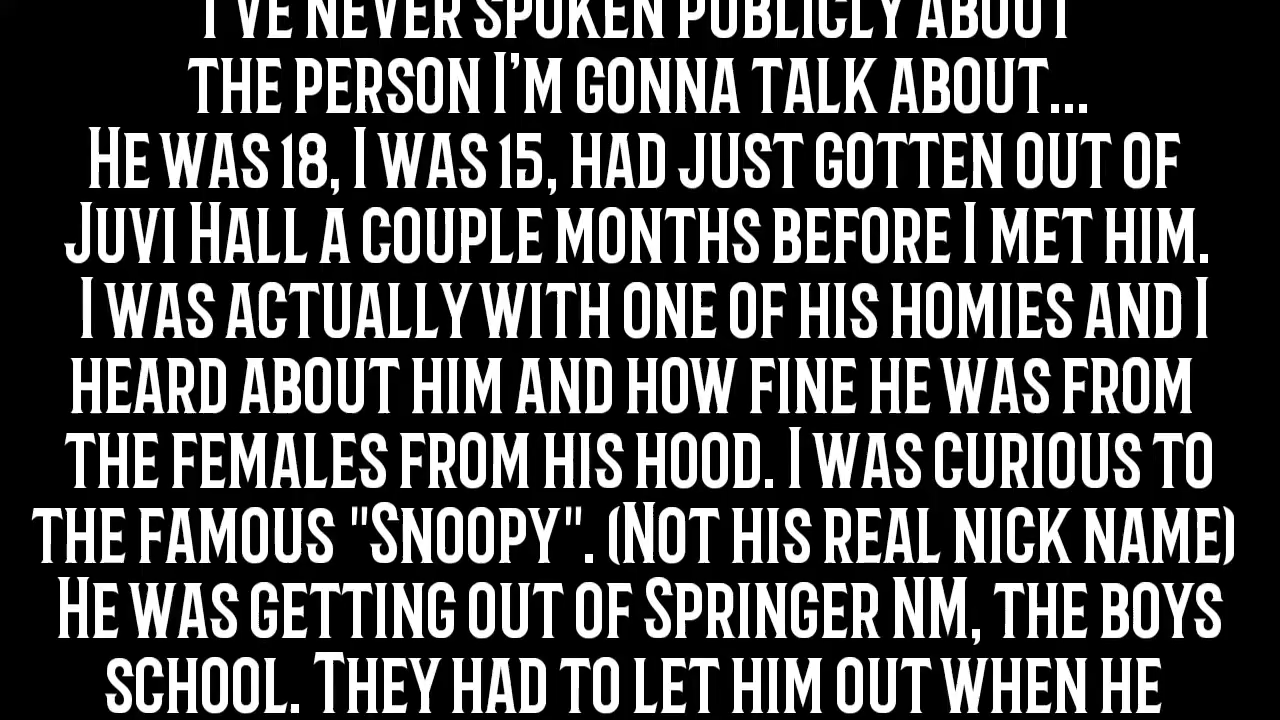 I've never spoken publicly about
the person I'm gonna talk about...
He was 18, I was 15, had just gotten out of
Juvi Hall a couple months before I met him.
I was actually with one of his homies and I
heard about him and how fine he was from
the females from his hood. I was curious to
the famous "Snoopy". (Not his real nick name)
He was getting out of Springer NM, the boys
school. They had to let him out when he